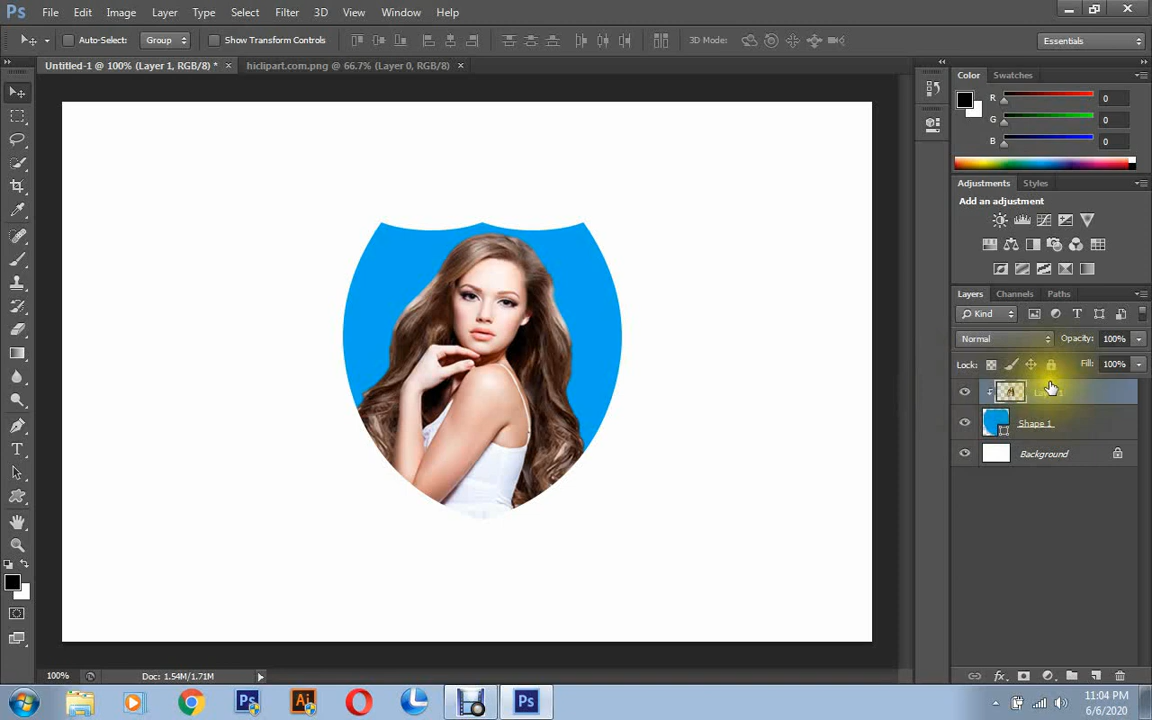 Ps File Edit Image Layer Type Select Filter 3D View Window Help
Auto-Select: Group Show Transform Controls 3D Mode: Essentials
Untitled-1 @ 100% (Layer 1, RGB/8) * × hiclipart.com.png @ 66.7% (Layer 0, RGB/8) ×
Color Swatches
R 0
G 0
B 0
Adjustments Styles
Add an adjustment
Layers Channels Paths
Kind
Normal Opacity: 100%
Lock: Fill: 100%
Shape 1
Background
100% Doc: 1.54M/1.71M
Ps Ai Ps
11:04 PM
6/6/2020